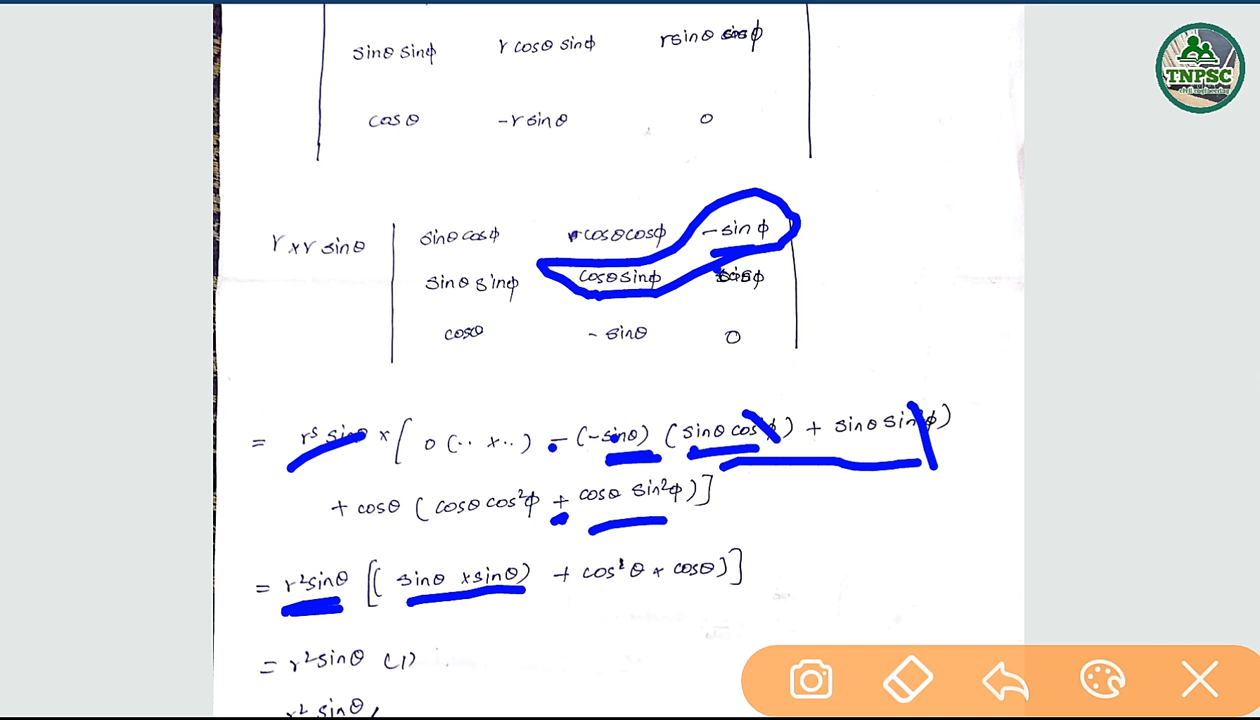 sinθ sinϕ r cosθ sinϕ r sinθ cosϕ
cosθ -r sinθ 0
TNPSC
r×r sinθ sinθ cosϕ cosθ cosϕ -sinϕ
sinθ sinϕ cosθ sinϕ cosϕ
cosθ - sinθ 0
= × [ 0 (·· ×··) - (-sinθ) (sinθ cos²ϕ) + sinθ sin²ϕ)
+ cosθ (cosθ cos²ϕ + cosθ sin²ϕ)]
= r²sinθ [( sinθ ×sinθ) + cos²θ × cosθ)]
= r²sinθ (1)
r² sinθ